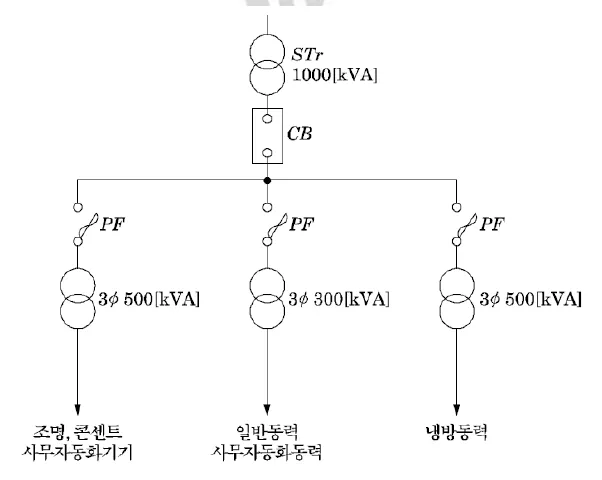 STr
1000[kVA]
CB
PF
PF
PF
3φ 500[kVA]
3φ 300[kVA]
3φ 500[kVA]
조명, 콘센트
사무자동화기기
일반동력
사무자동화동력
냉방동력